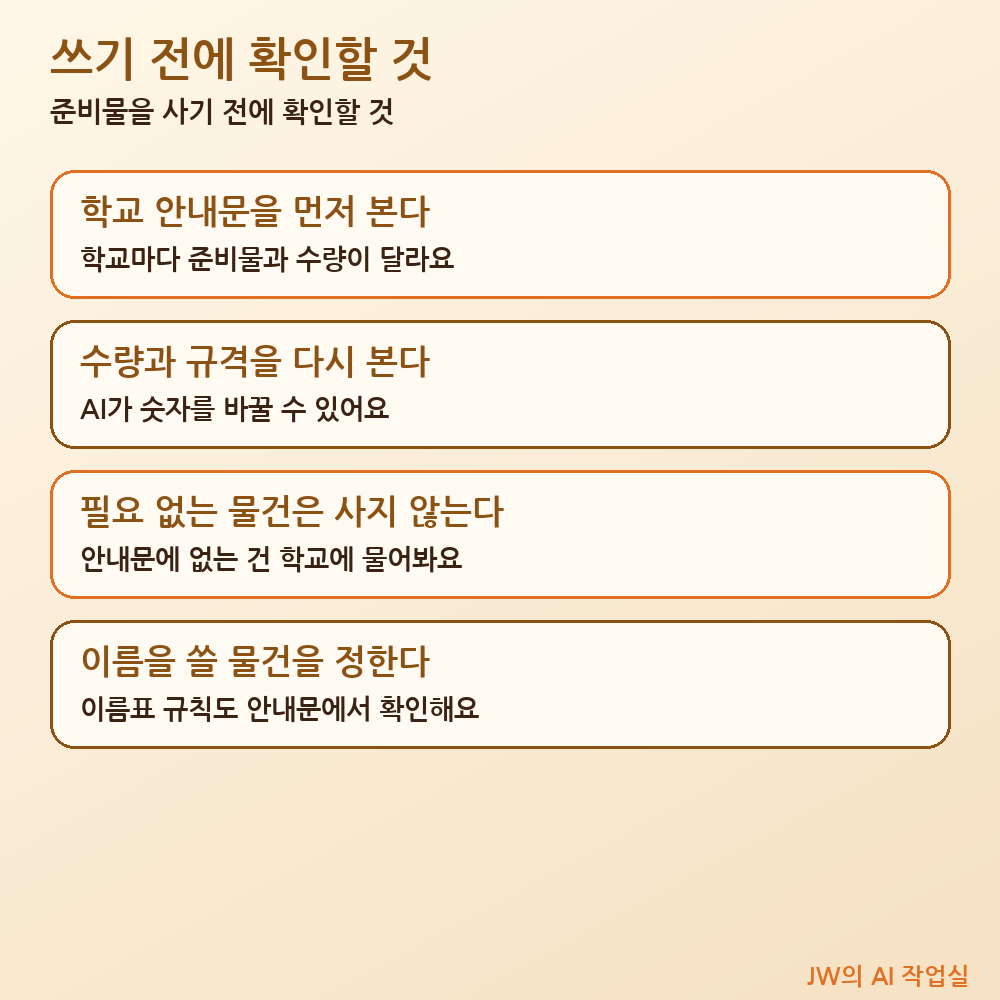 쓰기 전에 확인할 것
준비물을 사기 전에 확인할 것
학교 안내문을 먼저 본다
학교마다 준비물과 수량이 달라요
수량과 규격을 다시 본다
AI가 숫자를 바꿀 수 있어요
필요 없는 물건은 사지 않는다
안내문에 없는 건 학교에 물어봐요
이름을 쓸 물건을 정한다
이름표 규칙도 안내문에서 확인해요
JW의 AI 작업실